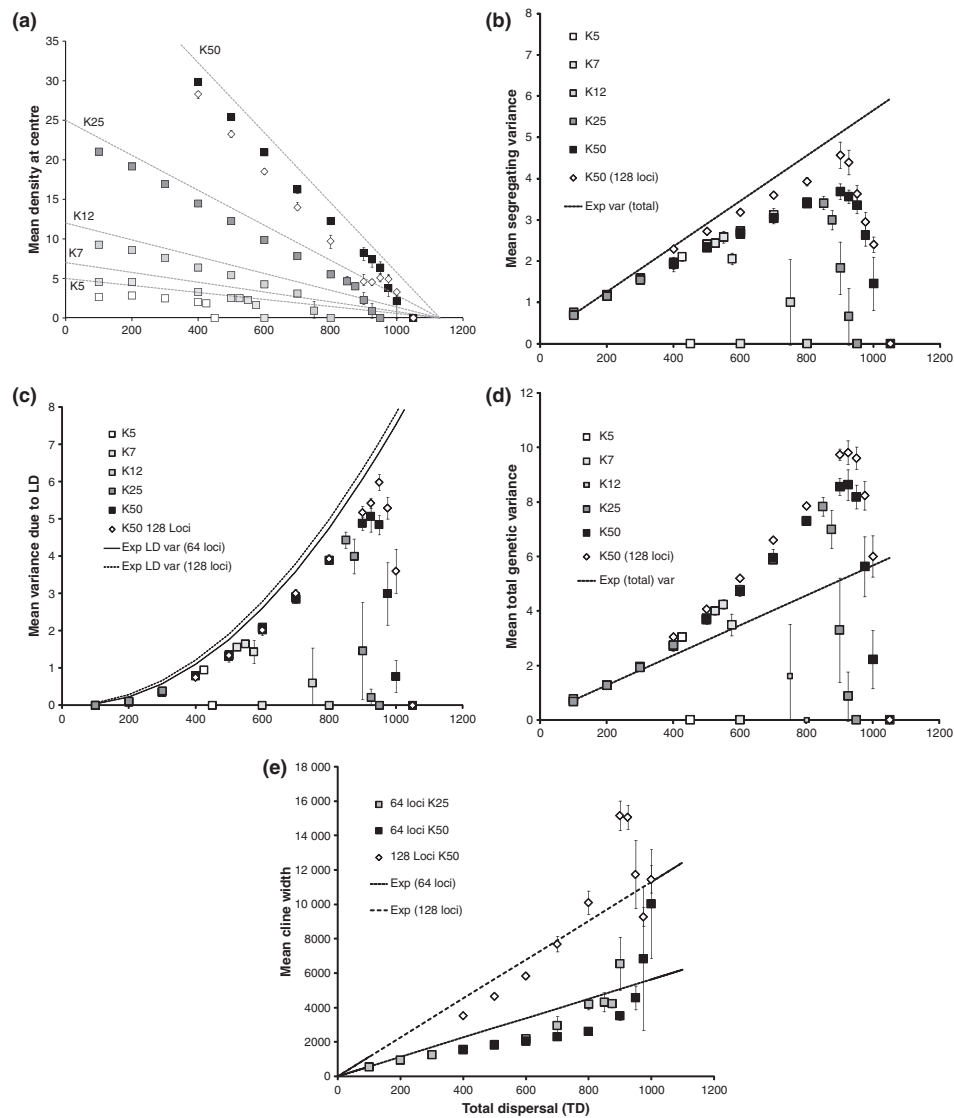 (a)
Mean density at centre
35
30
25
20
15
10
5
0
0 200 400 600 800 1000 1200
K50
K25
K12
K7
K5
(b)
Mean segregating variance
8
6
4
2
0
0 200 400 600 800 1000 1200
K5
K7
K12
K25
K50
K50 (128 loci)
Exp var (total)
(c)
Mean variance due to LD
8
7
6
5
4
3
2
1
0
0 200 400 600 800 1000 1200
K5
K7
K12
K25
K50
K50 128 Loci
Exp LD var (64 loci)
Exp LD var (128 loci)
(d)
Mean total genetic variance
12
10
8
6
4
2
0
0 200 400 600 800 1000 1200
K5
K7
K12
K25
K50
K50 (128 loci)
Exp (total) var
(e)
Mean cline width
18 000
16 000
14 000
12 000
10 000
8000
6000
4000
2000
0
0 200 400 600 800 1000 1200
64 loci K25
64 loci K50
128 Loci K50
Exp (64 loci)
Exp (128 loci)
Total dispersal (TD)